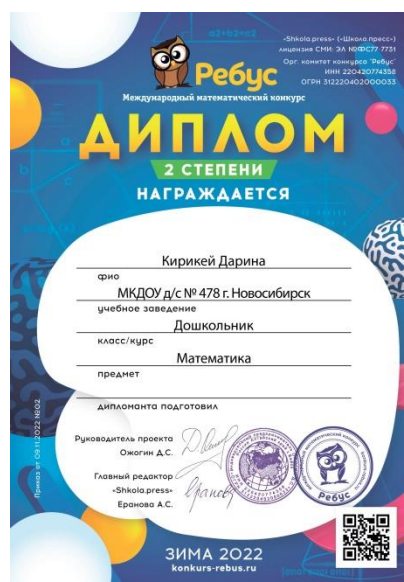 «Shkola.press» («Школа.пресс»)
лицензия СМИ: ЭЛ №ФС77-7731
Орг. комитет конкурса "Ребус"
ИНН 220420774358
ОГРН 312220402000033
Ребус
Международный математический конкурс
ДИПЛОМ
2 СТЕПЕНИ
НАГРАЖДАЕТСЯ
Кирикей Дарина
фио
МКДОУ д/с № 478 г. Новосибирск
учебное заведение
Дошкольник
класс/курс
Математика
предмет
дипломанта подготовил
Руководитель проекта
Ожогин Д.С.
Главный редактор
«Shkola.press»
Еранова А.С.
Ребус
Приказ от 09.11.2022 №02
ЗИМА 2022
konkurs-rebus.ru